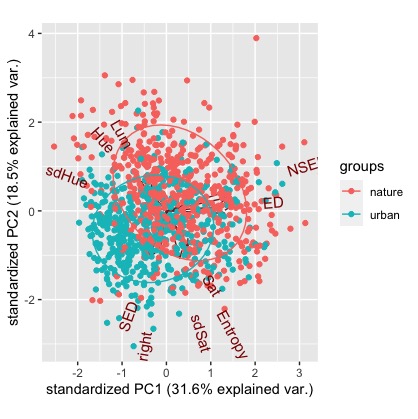 4
2
0
-2
-2
-1
0
1
2
3
standardized PC1 (31.6% explained var.)
standardized PC2 (18.5% explained var.)
Lum
Hue
sdHue
NSE
ED
Sat
SED
right
sdSat
Entropy
groups
nature
urban